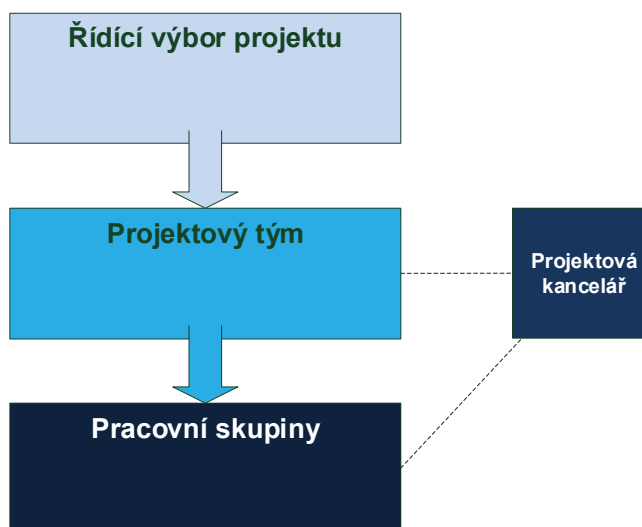 Řídící výbor projektu
Projektový tým
Projektová
kancelář
Pracovní skupiny